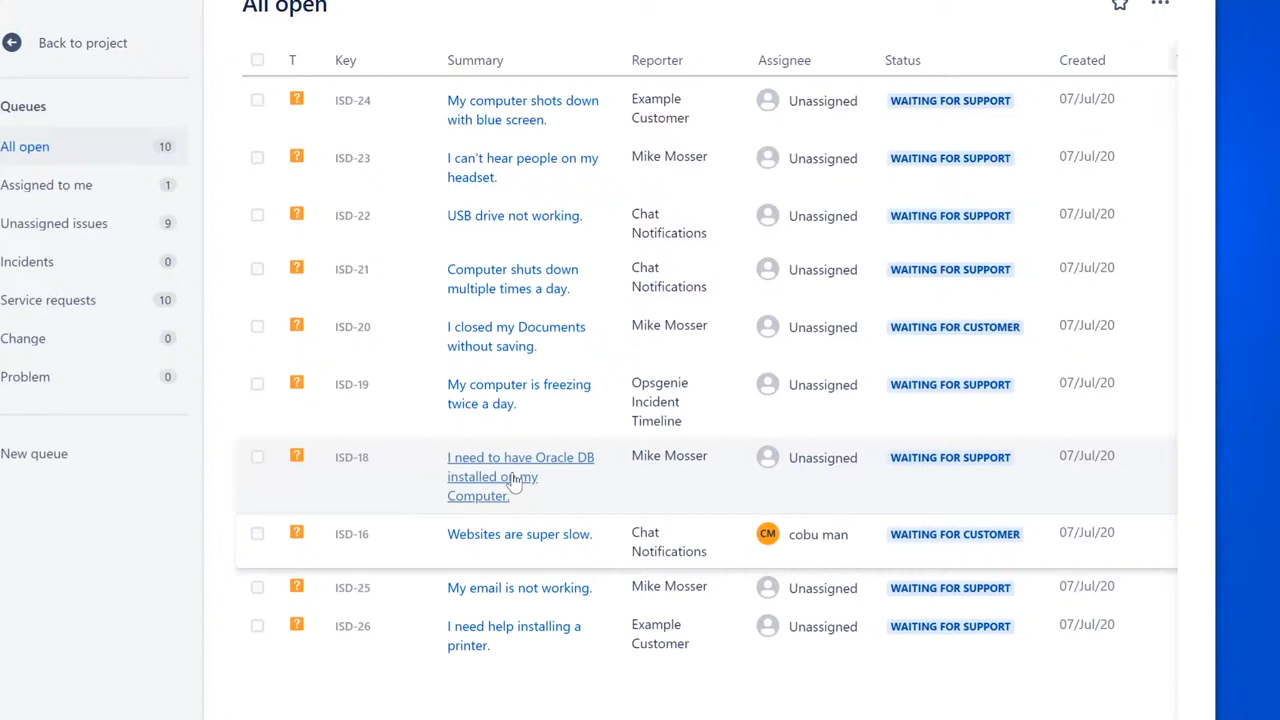 All open
Back to project
Queues
All open 10
Assigned to me 1
Unassigned issues 9
Incidents 0
Service requests 10
Change 0
Problem 0
New queue
T Key Summary Reporter Assignee Status Created
? ISD-24 My computer shots down Example Unassigned WAITING FOR SUPPORT 07/Jul/20
with blue screen. Customer
? ISD-23 I can't hear people on my Mike Mosser Unassigned WAITING FOR SUPPORT 07/Jul/20
headset.
? ISD-22 USB drive not working. Chat Unassigned WAITING FOR SUPPORT 07/Jul/20
Notifications
? ISD-21 Computer shuts down Chat Unassigned WAITING FOR SUPPORT 07/Jul/20
multiple times a day. Notifications
? ISD-20 I closed my Documents Mike Mosser Unassigned WAITING FOR CUSTOMER 07/Jul/20
without saving.
? ISD-19 My computer is freezing Opsgenie Unassigned WAITING FOR SUPPORT 07/Jul/20
twice a day. Incident
Timeline
? ISD-18 I need to have Oracle DB Mike Mosser Unassigned WAITING FOR SUPPORT 07/Jul/20
installed on my
Computer.
? ISD-16 Websites are super slow. Chat CM cobu man WAITING FOR CUSTOMER 07/Jul/20
Notifications
? ISD-25 My email is not working. Mike Mosser Unassigned WAITING FOR SUPPORT 07/Jul/20
? ISD-26 I need help installing a Example Unassigned WAITING FOR SUPPORT 07/Jul/20
printer. Customer